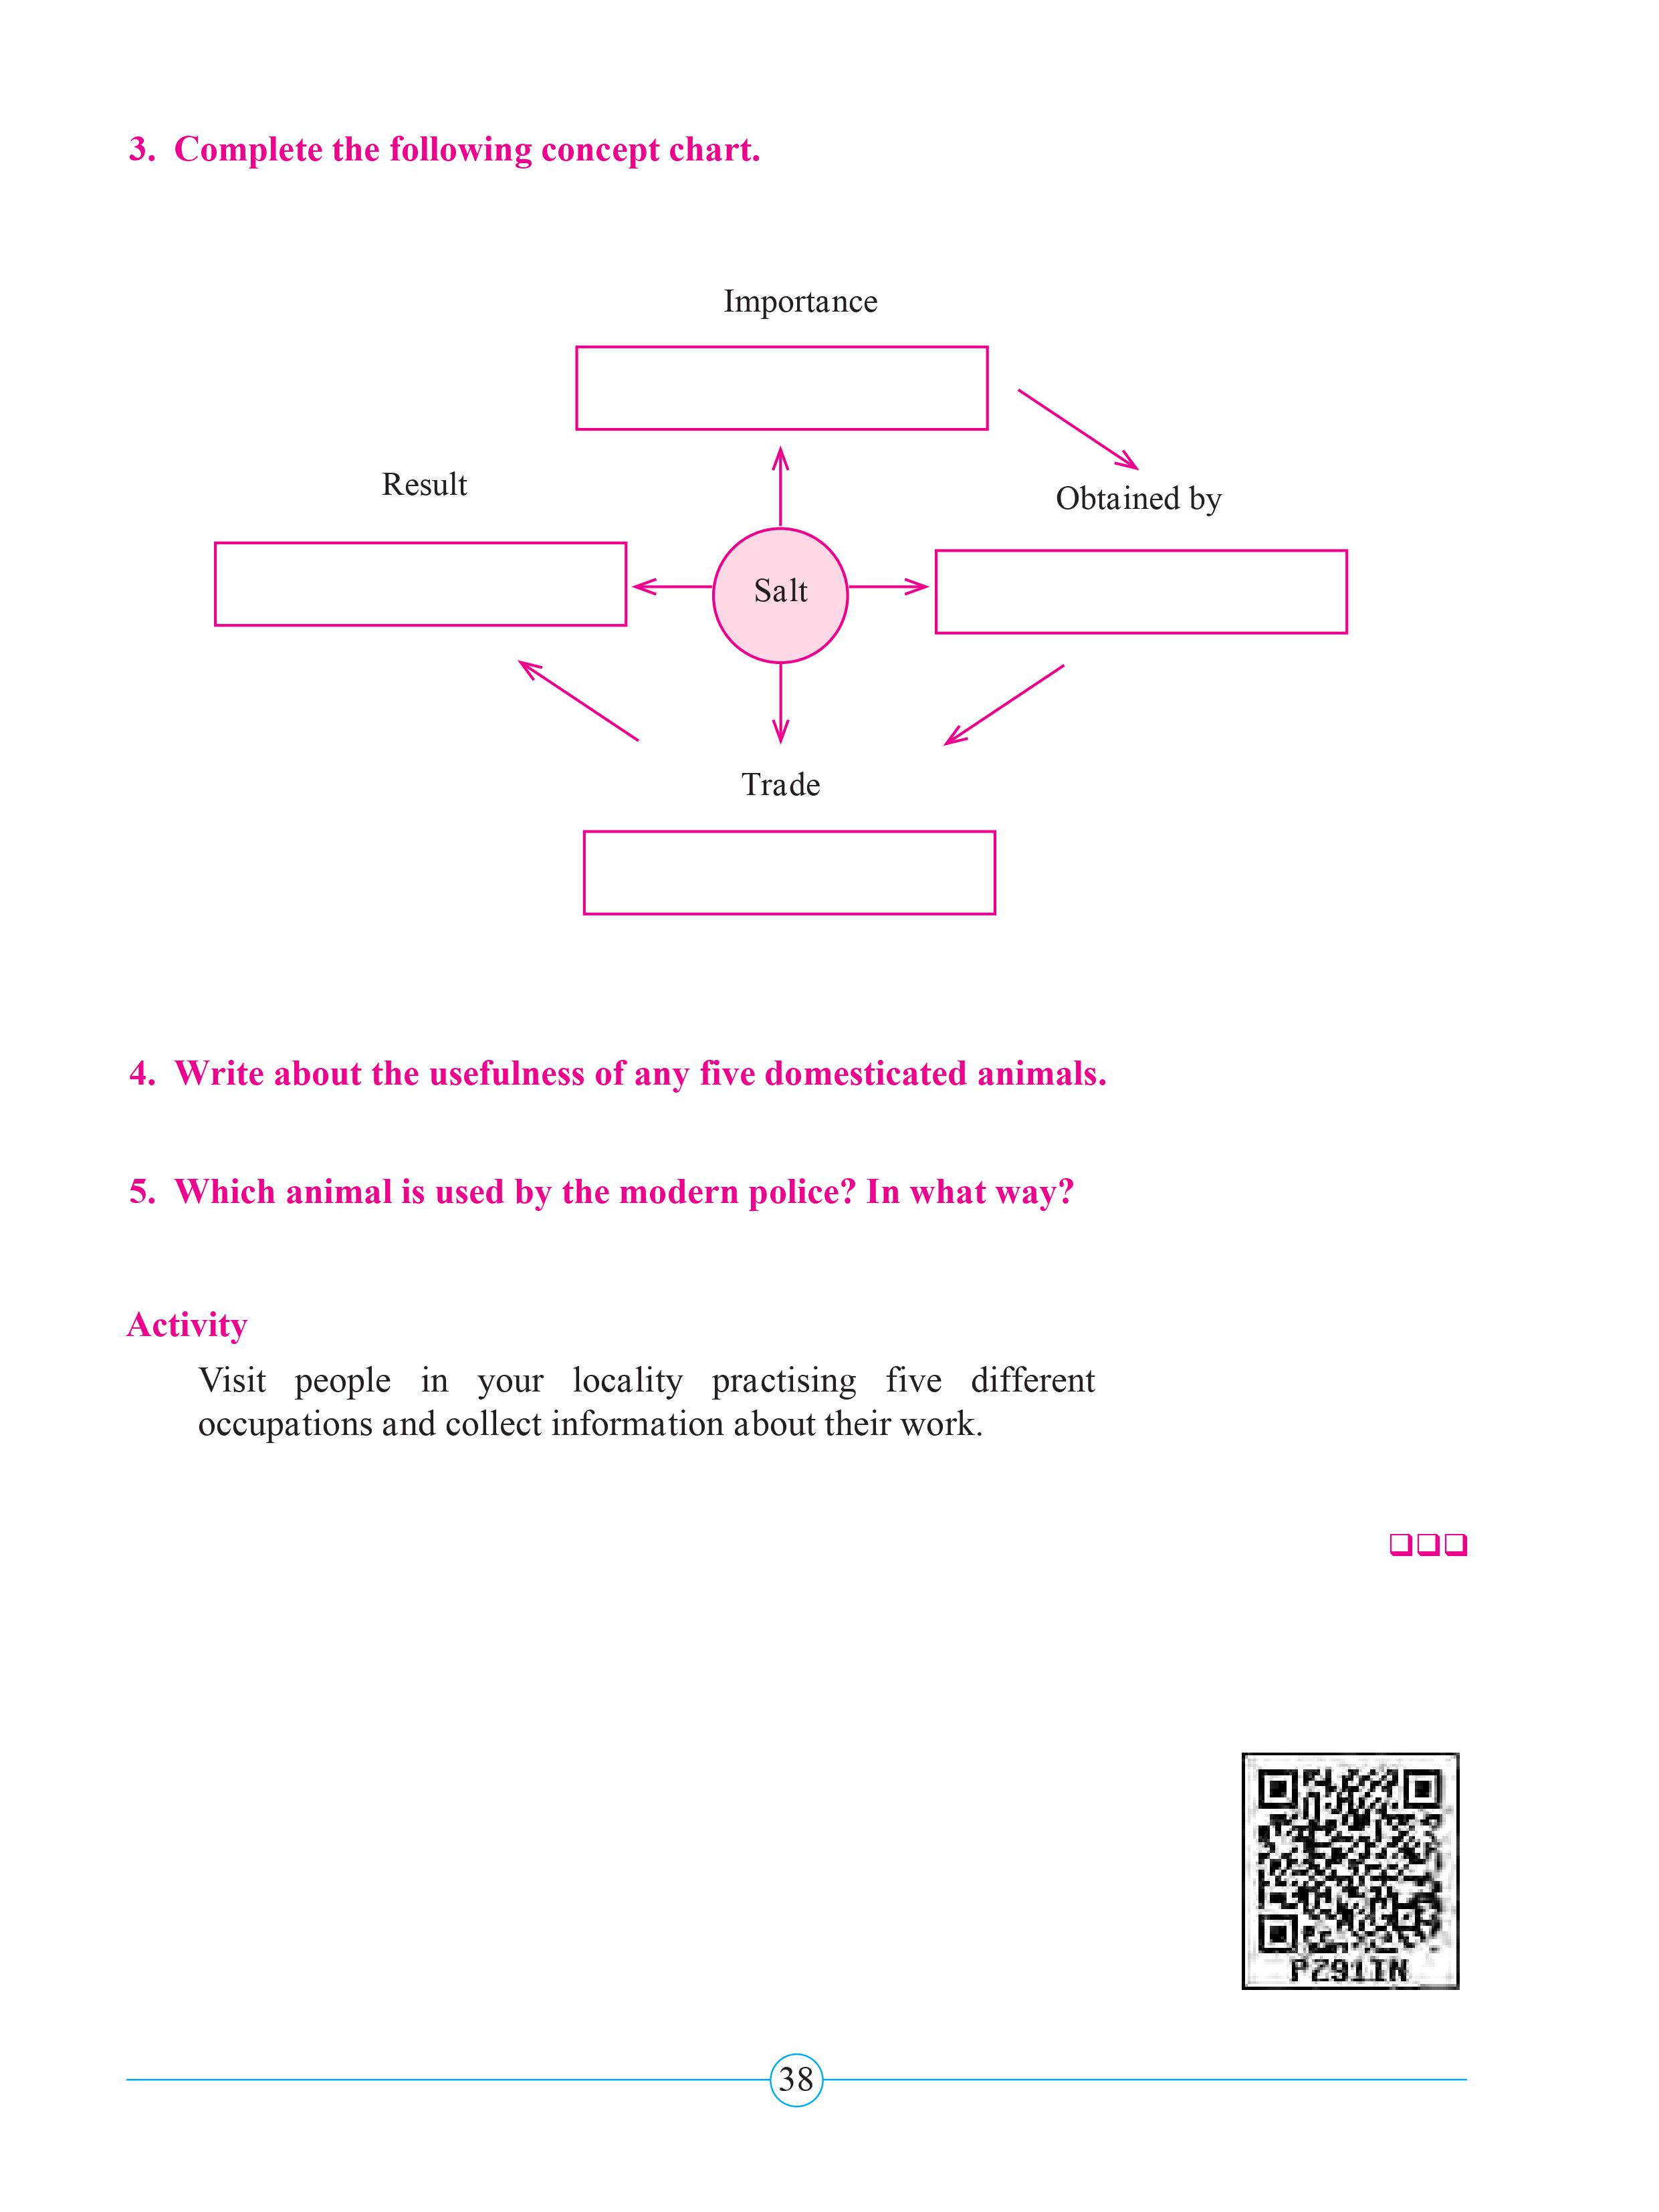 3. Complete the following concept chart.
Importance
Result
Obtained by
Salt
Trade
4. Write about the usefulness of any five domesticated animals.
5. Which animal is used by the modern police? In what way?
Activity
Visit people in your locality practising five different
occupations and collect information about their work.
PZ91IN
38